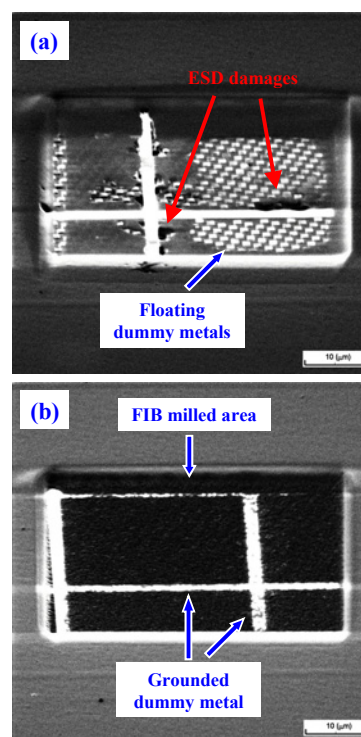 (a)
ESD damages
Floating
dummy metals
10 (μm)
(b)
FIB milled area
Grounded
dummy metal
10 (μm)